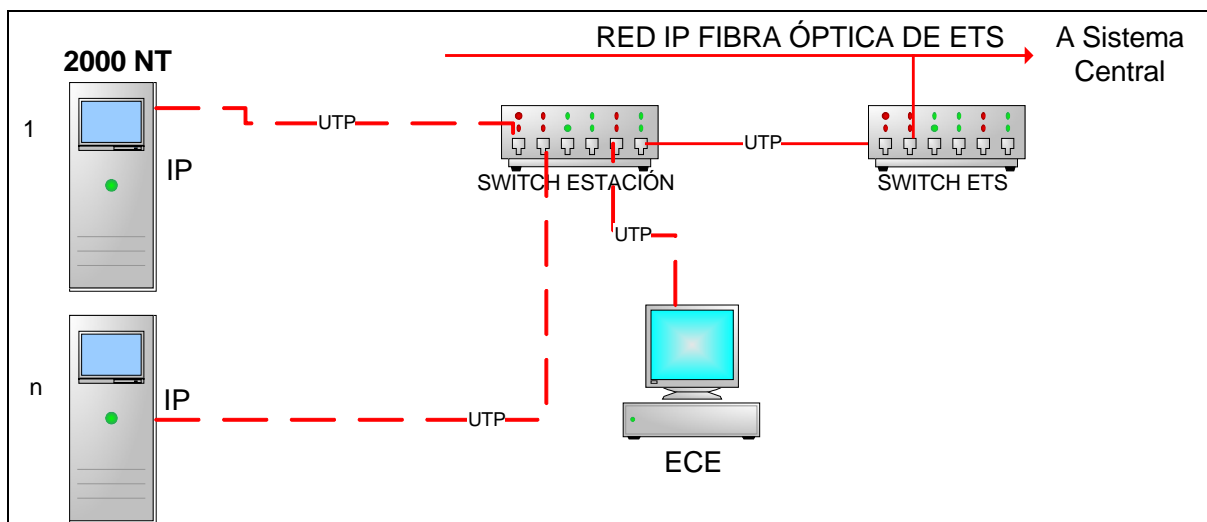 RED IP FIBRA ÓPTICA DE ETS
A Sistema
Central
2000 NT
1
IP
UTP
SWITCH ESTACIÓN
UTP
SWITCH ETS
UTP
n
IP
UTP
ECE